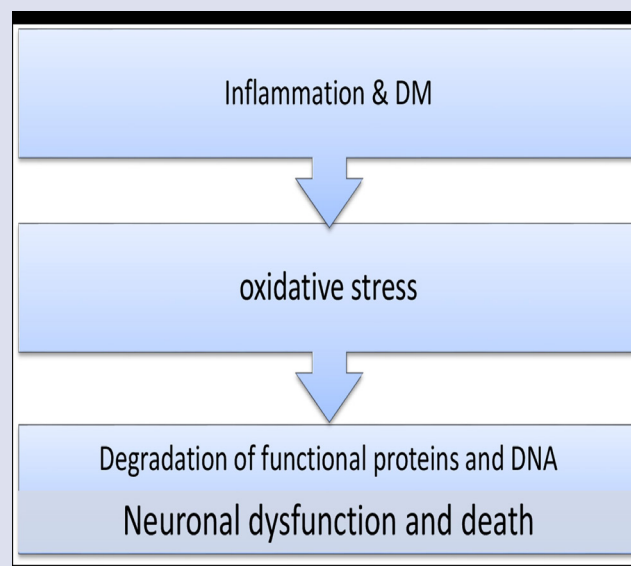 Inflammation & DM
oxidative stress
Degradation of functional proteins and DNA
Neuronal dysfunction and death